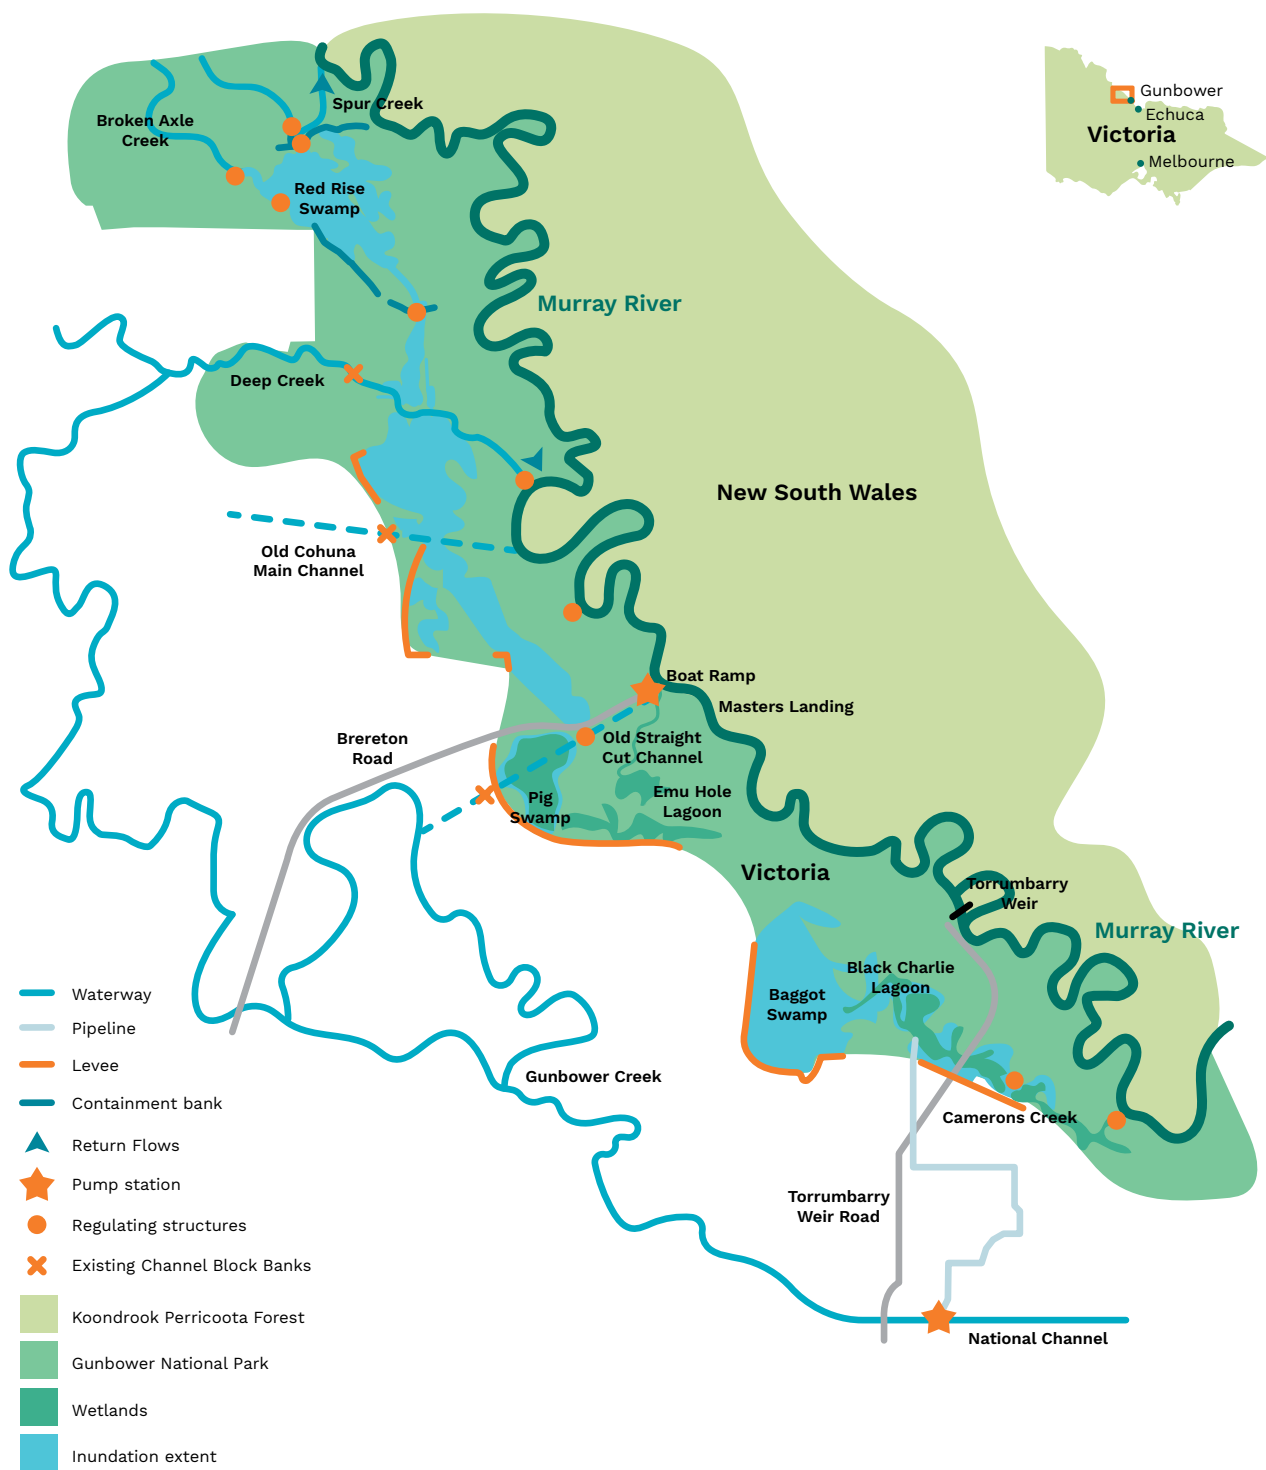 Gunbower
Echuca
Victoria
Melbourne
Spur Creek
Broken Axle
Creek
Red Rise
Swamp
Murray River
Deep Creek
New South Wales
Old Cohuna
Main Channel
Boat Ramp
Masters Landing
Brereton
Road
Old Straight
Cut Channel
Emu Hole
Lagoon
Pig
Swamp
Victoria
Torrumbarry
Weir
Murray River
Black Charlie
Lagoon
Baggot
Swamp
Gunbower Creek
Camerons Creek
Torrumbarry
Weir Road
National Channel
Waterway
Pipeline
Levee
Containment bank
Return Flows
Pump station
Regulating structures
Existing Channel Block Banks
Koondrook Perricoota Forest
Gunbower National Park
Wetlands
Inundation extent